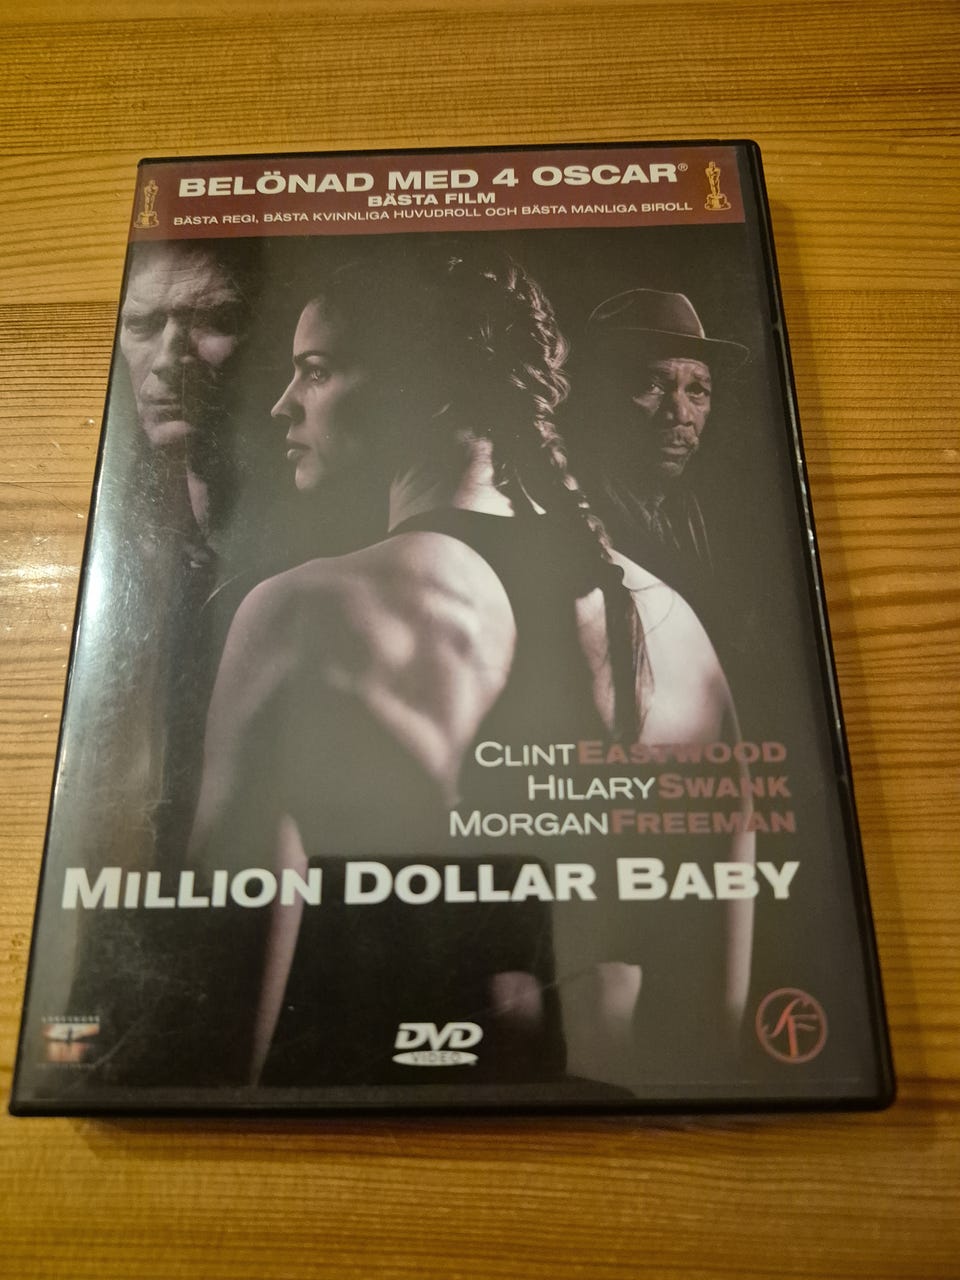 BELÖNAD MED 4 OSCAR®
BÄSTA FILM
BÄSTA REGI, BÄSTA KVINNLIGA HUVUDROLL OCH BÄSTA MANLIGA BIROLL
CLINT EASTWOOD
HILARY SWANK
MORGAN FREEMAN
MILLION DOLLAR BABY
DVD
VIDEO
SF